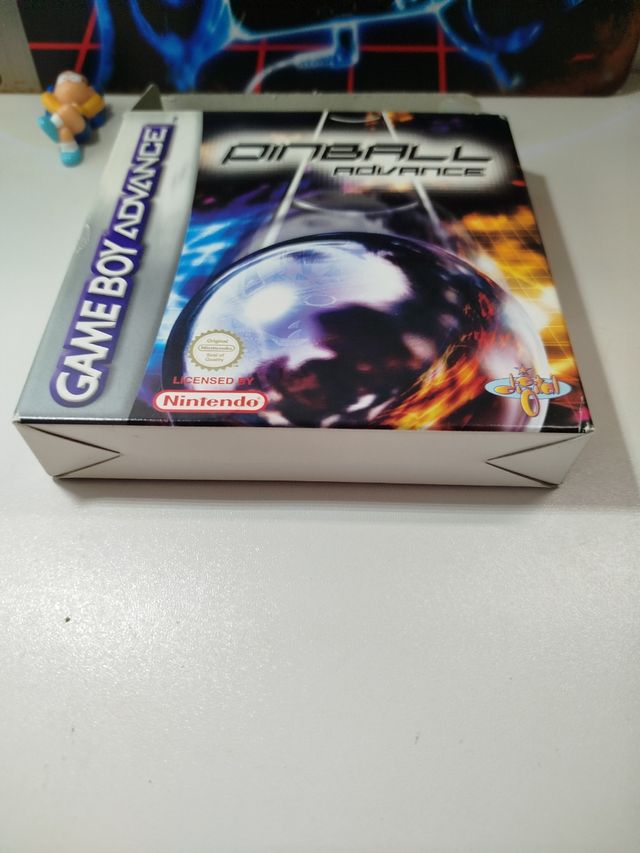 GAME BOY ADVANCE
PINBALL
ADVANCE
Original
Nintendo
Seal of
Quality
LICENSED BY
Nintendo